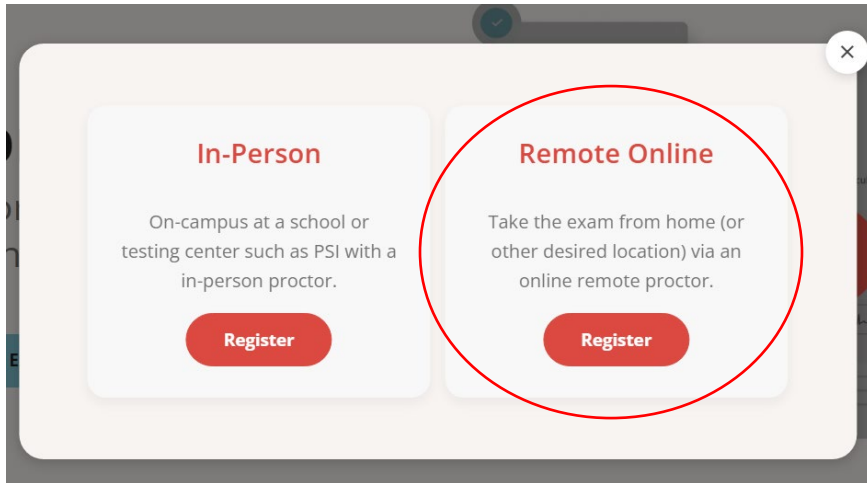 In-Person
On-campus at a school or
testing center such as PSI with a
in-person proctor.
Register
Remote Online
Take the exam from home (or
other desired location) via an
online remote proctor.
Register